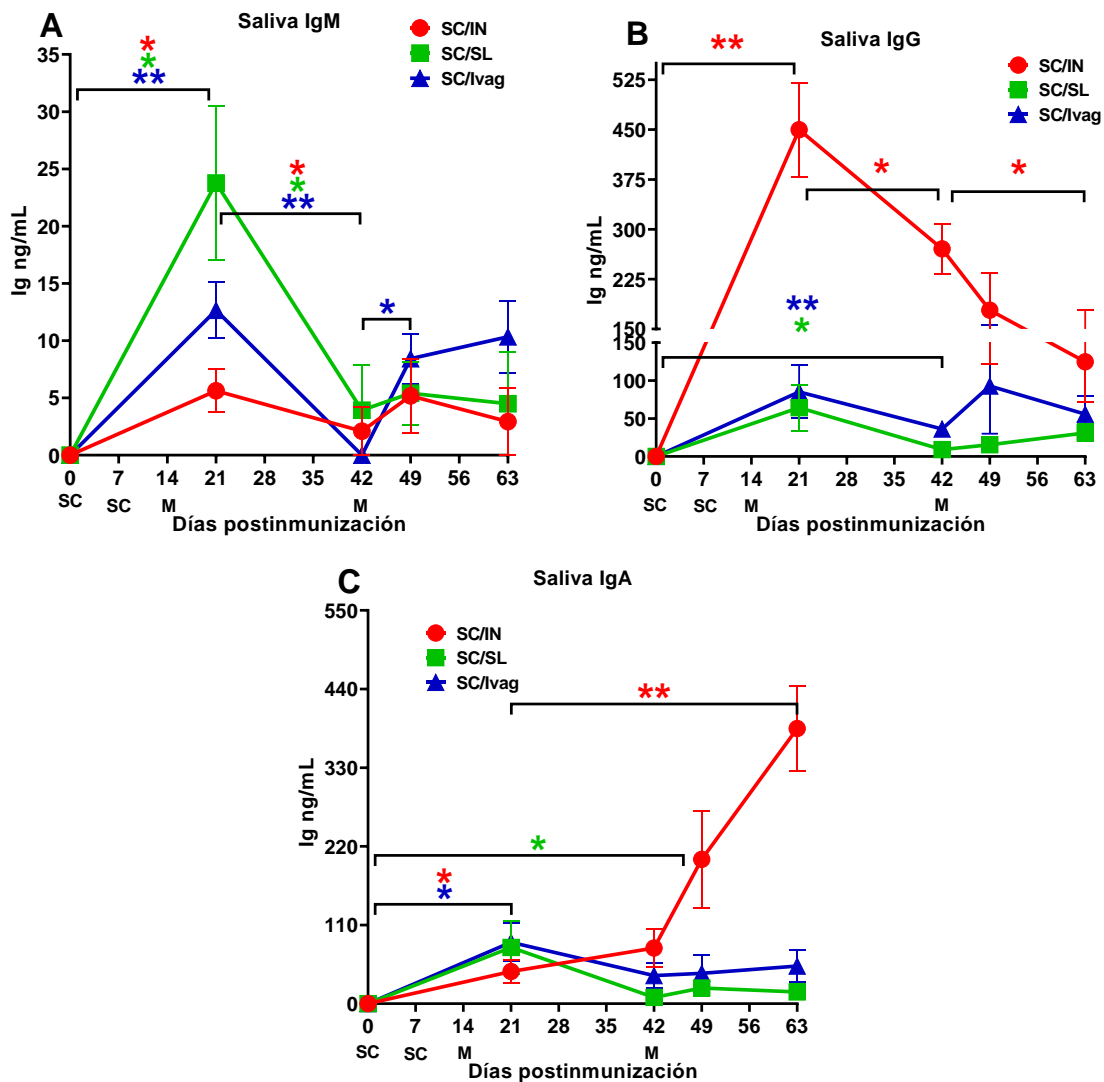 A
Saliva IgM
SC/IN
SC/SL
SC/Ivag
*
*
**
*
*
**
*
Ig ng/mL
35
30
25
20
15
10
5
0
0 7 14 21 28 35 42 49 56 63
SC SC M M
Días postinmunización
B
Saliva IgG
SC/IN
SC/SL
SC/Ivag
**
*
*
**
*
Ig ng/mL
525
450
375
300
225
150
150
100
50
0
0 7 14 21 28 35 42 49 56 63
SC SC M M
Días postinmunización
C
Saliva IgA
SC/IN
SC/SL
SC/Ivag
**
*
*
*
Ig ng/mL
550
440
330
220
110
0
0 7 14 21 28 35 42 49 56 63
SC SC M M
Días postinmunización